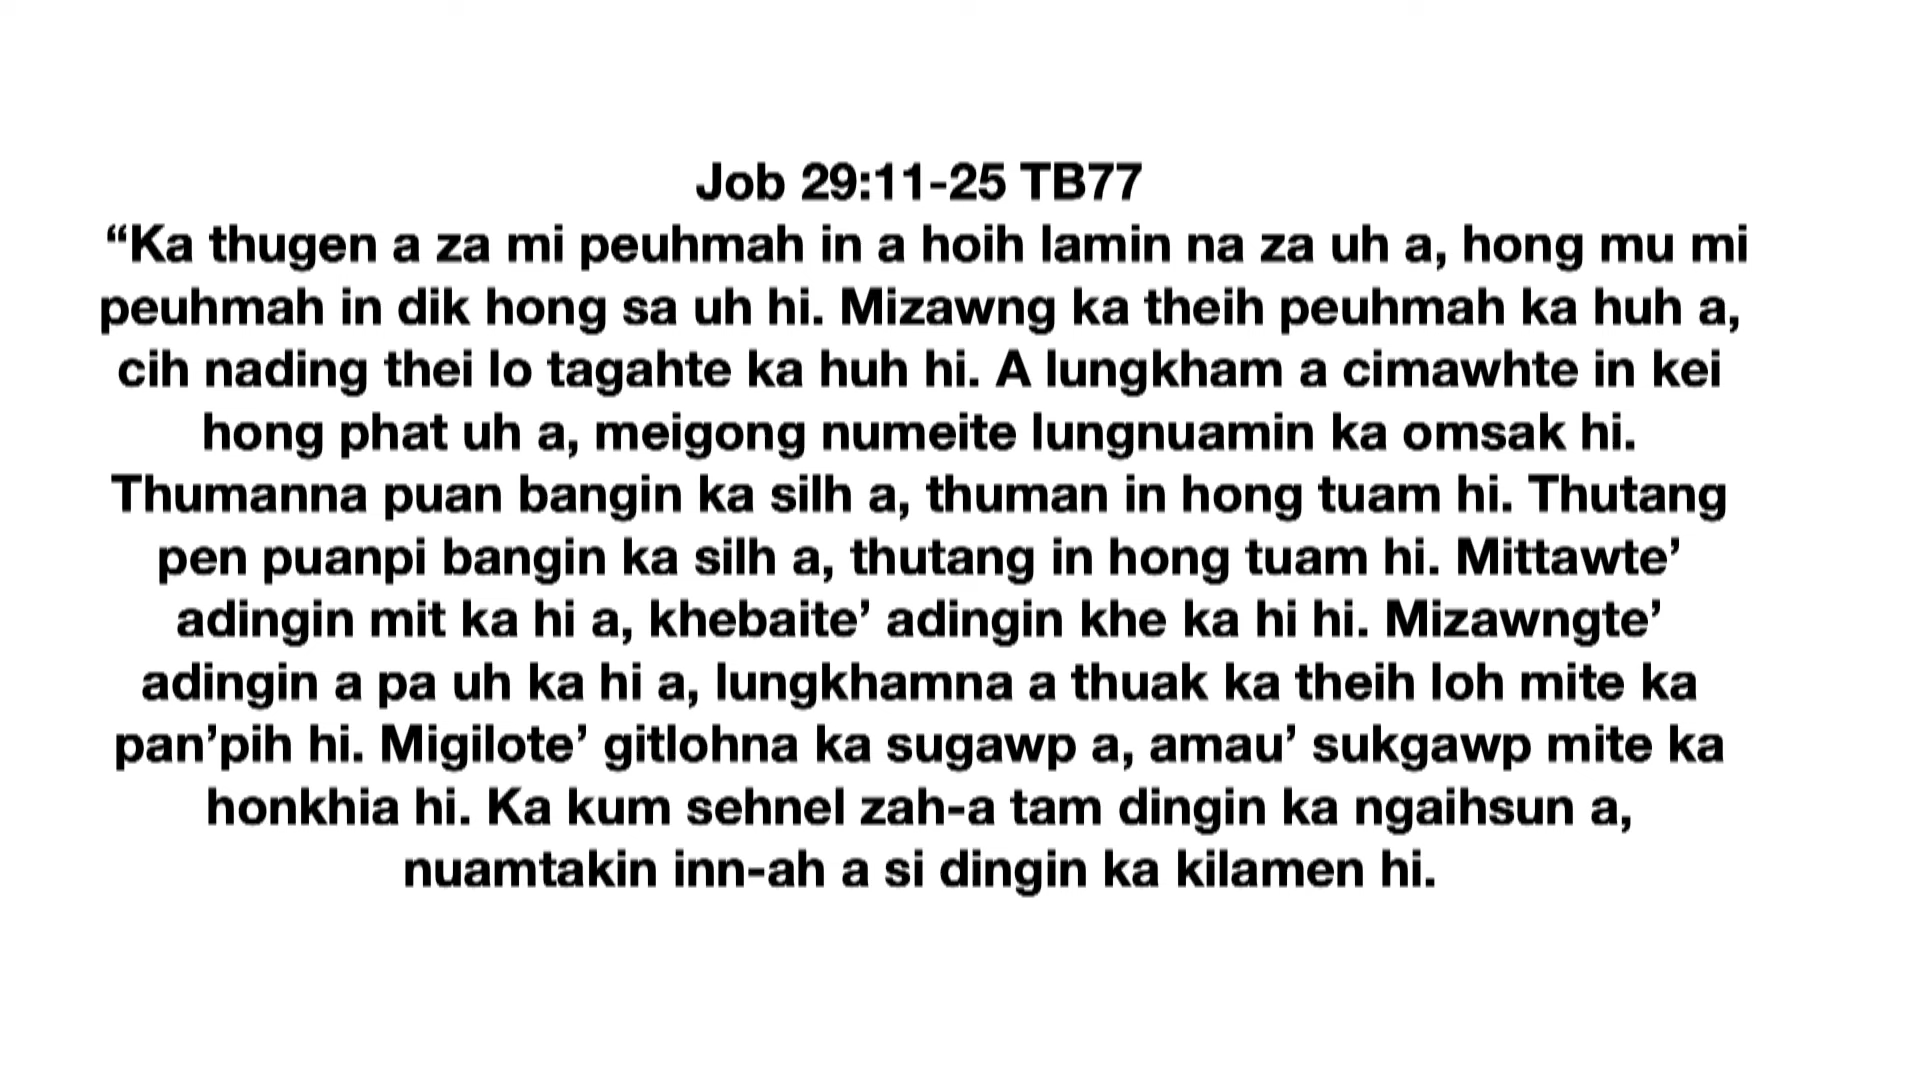 Job 29:11-25 TB77
“Ka thugen a za mi peuhmah in a hoih lamin na za uh a, hong mu mi
peuhmah in dik hong sa uh hi. Mizawng ka theih peuhmah ka huh a,
cih nading thei lo tagahte ka huh hi. A lungkham a cimawhte in kei
hong phat uh a, meigong numeite lungnuamin ka omsak hi.
Thumanna puan bangin ka silh a, thuman in hong tuam hi. Thutang
pen puanpi bangin ka silh a, thutang in hong tuam hi. Mittawte’
adingin mit ka hi a, khebaite’ adingin khe ka hi hi. Mizawngte’
adingin a pa uh ka hi a, lungkhamna a thuak ka theih loh mite ka
pan’pih hi. Migilote’ gitlohna ka sugawp a, amau’ sukgawp mite ka
honkhia hi. Ka kum sehnel zah-a tam dingin ka ngaihsun a,
nuamtakin inn-ah a si dingin ka kilamen hi.